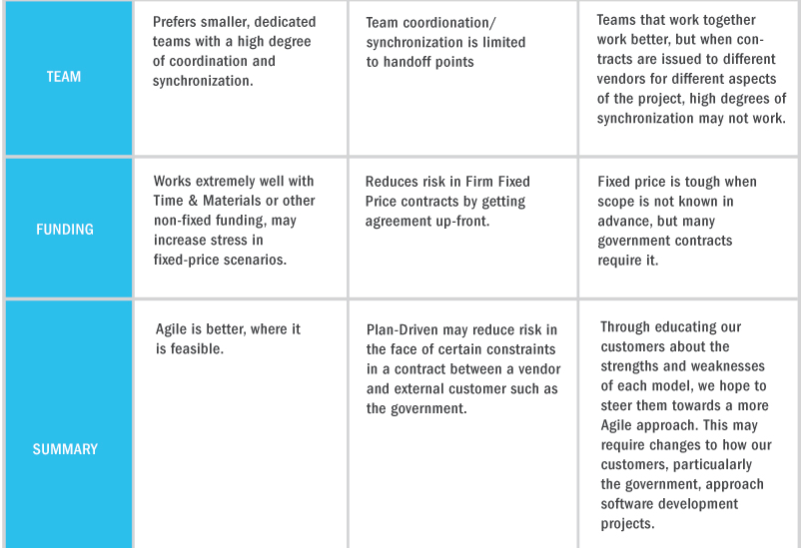 TEAM
Prefers smaller, dedicated
teams with a high degree
of coordination and
synchronization.
Team coordionation/
synchronization is limited
to handoff points
Teams that work together
work better, but when con-
tracts are issued to different
vendors for different aspects
of the project, high degrees of
synchronization may not work.
FUNDING
Works extremely well with
Time & Materials or other
non-fixed funding, may
increase stress in
fixed-price scenarios.
Reduces risk in Firm Fixed
Price contracts by getting
agreement up-front.
Fixed price is tough when
scope is not known in
advance, but many
government contracts
require it.
SUMMARY
Agile is better, where it
is feasible.
Plan-Driven may reduce risk in
the face of certain constraints
in a contract between a vendor
and external customer such as
the government.
Through educating our
customers about the
strengths and weaknesses
of each model, we hope to
steer them towards a more
Agile approach. This may
require changes to how our
customers, particualarly
the government, approach
software development
projects.